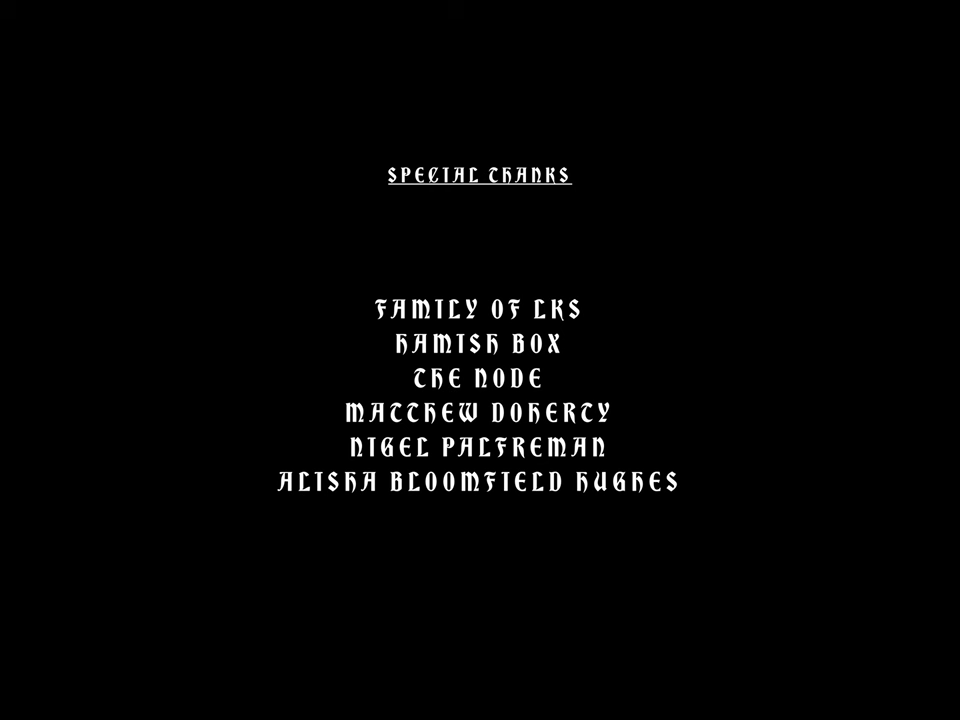 SPECIAL THANKS
FAMILY OF LKS
HAMISH BOX
THE NODE
MATTHEW DOHERTY
NIGEL PALFREMAN
ALISHA BLOOMFIELD HUGHES